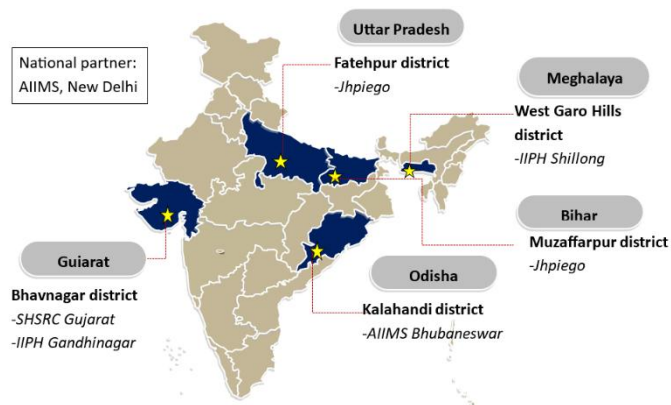 Uttar Pradesh
Fatehpur district
-Jhpiego
National partner:
AIIMS, New Delhi
Meghalaya
West Garo Hills
district
-IIPH Shillong
Bihar
Muzaffarpur district
-Jhpiego
Guiarat
Bhavnagar district
-SHSRC Gujarat
-IIPH Gandhinagar
Odisha
Kalahandi district
-AIIMS Bhubaneswar